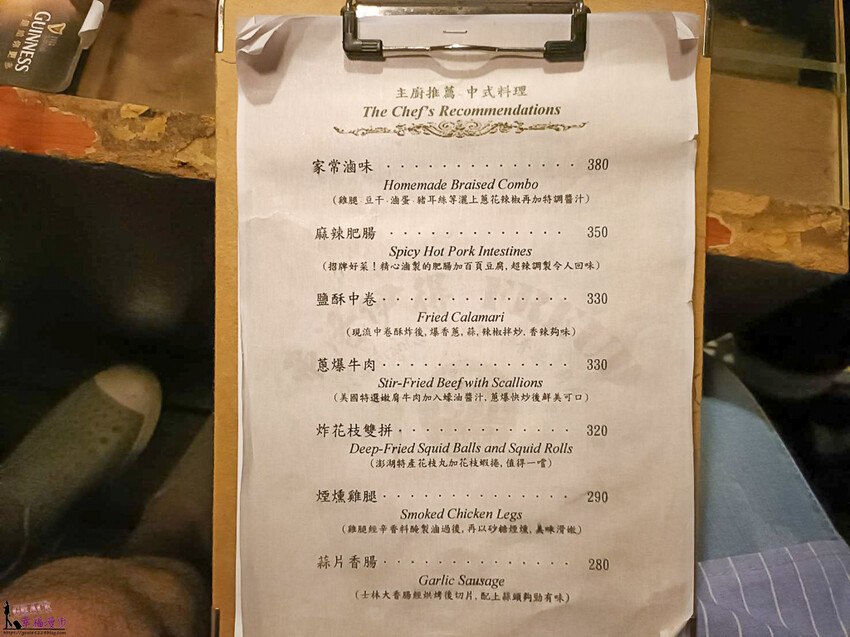 GUINNESS
主廚推薦 中式料理
The Chef's Recommendations
家常滷味 · · · · · · · · · · · · · · 380
Homemade Braised Combo
(雞腿.豆干.滷蛋.豬耳絲等灑上蔥花辣椒再加特調醬汁)
麻辣肥腸 · · · · · · · · · · · · · 350
Spicy Hot Pork Intestines
(招牌好菜!精心滷製的肥腸加百頁豆腐,超辣調製令人回味)
鹽酥中卷 · · · · · · · · · · · · · · 330
Fried Calamari
(現流中卷酥炸後,爆香蔥,蒜,辣椒拌炒,香辣夠味)
蔥爆牛肉 · · · · · · · · · · · · · · 330
Stir-Fried Beef with Scallions
(美國特選嫩肩牛肉加入蠔油醬汁,蔥爆快炒後鮮美可口)
炸花枝雙拼 · · · · · · · · · · · · · 320
Deep-Fried Squid Balls and Squid Rolls
(澎湖特產花枝丸加花枝蝦捲,值得一嚐)
煙燻雞腿 · · · · · · · · · · · · · · 290
Smoked Chicken Legs
(雞腿經辛香料醃製滷過後,再以砂糖煙燻,美味滑嫩)
蒜片香腸 · · · · · · · · · · · · · · 280
Garlic Sausage
(士林大香腸經烘烤後切片,配上蒜頭夠勁有味)